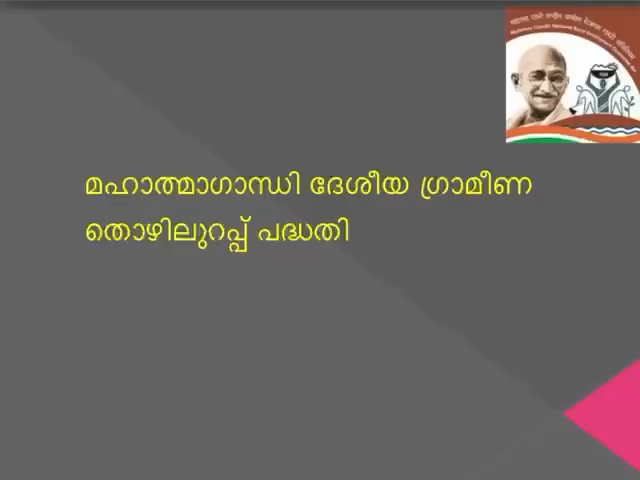 മഹാത്മാഗാന്ധി ദേശീയ ഗ്രാമീണ
തൊഴിലുറപ്പ് പദ്ധതി